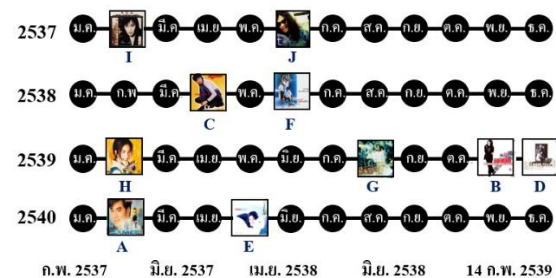 2537 ม.ค. มี.ค เม.ย พ.ค. ก.ค. ส.ค. ก.ย. ต.ค. พ.ย. ธ.ค.
I J
2538 ม.ค. ก.พ มี.ค พ.ค. ก.ค. ส.ค. ก.ย. ต.ค. พ.ย. ธ.ค.
C F
2539 ม.ค. มี.ค เม.ย พ.ค. มิ.ย ก.ค. ก.ย. ต.ค.
H G B D
2540 ม.ค. มี.ค เม.ย มิ.ย. ก.ค. ส.ค. ก.ย. ต.ค. พ.ย. ธ.ค.
A E
ก.พ. 2537 มิ.ย. 2537 เม.ย. 2538 มิ.ย. 2538 14 ก.พ. 2539